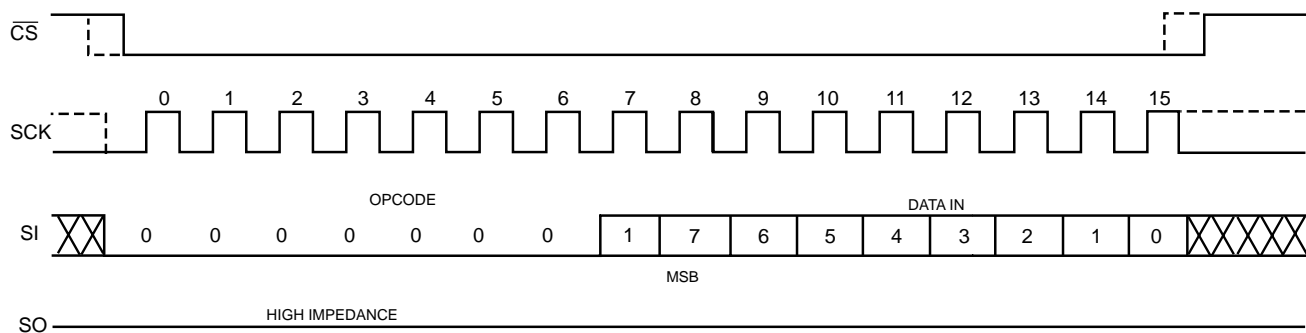 CS
0 1 2 3 4 5 6 7 8 9 10 11 12 13 14 15
SCK
OPCODE DATA IN
SI 0 0 0 0 0 0 0 1 7 6 5 4 3 2 1 0
MSB
HIGH IMPEDANCE
SO